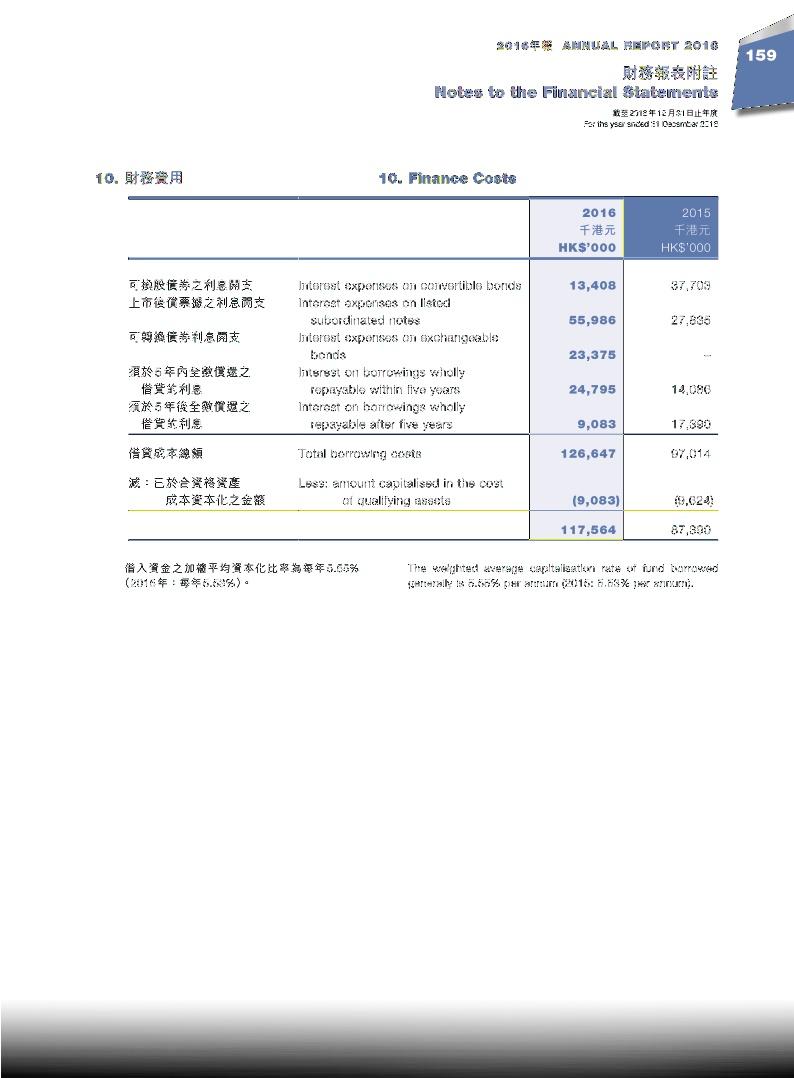 2016年報 ANNUAL REPORT 2016
159
財務報表附註
Notes to the Financial Statements
截至2016年12月31日止年度
For the year ended 31 December 2016
10. 財務費用 10. Finance Costs
2016 2015
千港元 千港元
HK$'000 HK$'000
可換股債券之利息開支 Interest expenses on convertible bonds 13,408 37,703
上市後償票據之利息開支 Interest expenses on listed
subordinated notes 55,986 27,835
可轉換債券利息開支 Interest expenses on exchangeable
bonds 23,375 –
須於5年內全數償還之 Interest on borrowings wholly
借貸的利息 repayable within five years 24,795 14,086
須於5年後全數償還之 Interest on borrowings wholly
借貸的利息 repayable after five years 9,083 17,390
借貸成本總額 Total borrowing costs 126,647 97,014
減：已於合資格資產 Less: amount capitalised in the cost
成本資本化之金額 of qualifying assets (9,083) (9,624)
117,564 87,390
借入資金之加權平均資本化比率為每年5.55% The weighted average capitalisation rate of fund borrowed
（2015年：每年5.53%）。 generally is 5.55% per annum (2015: 5.53% per annum).